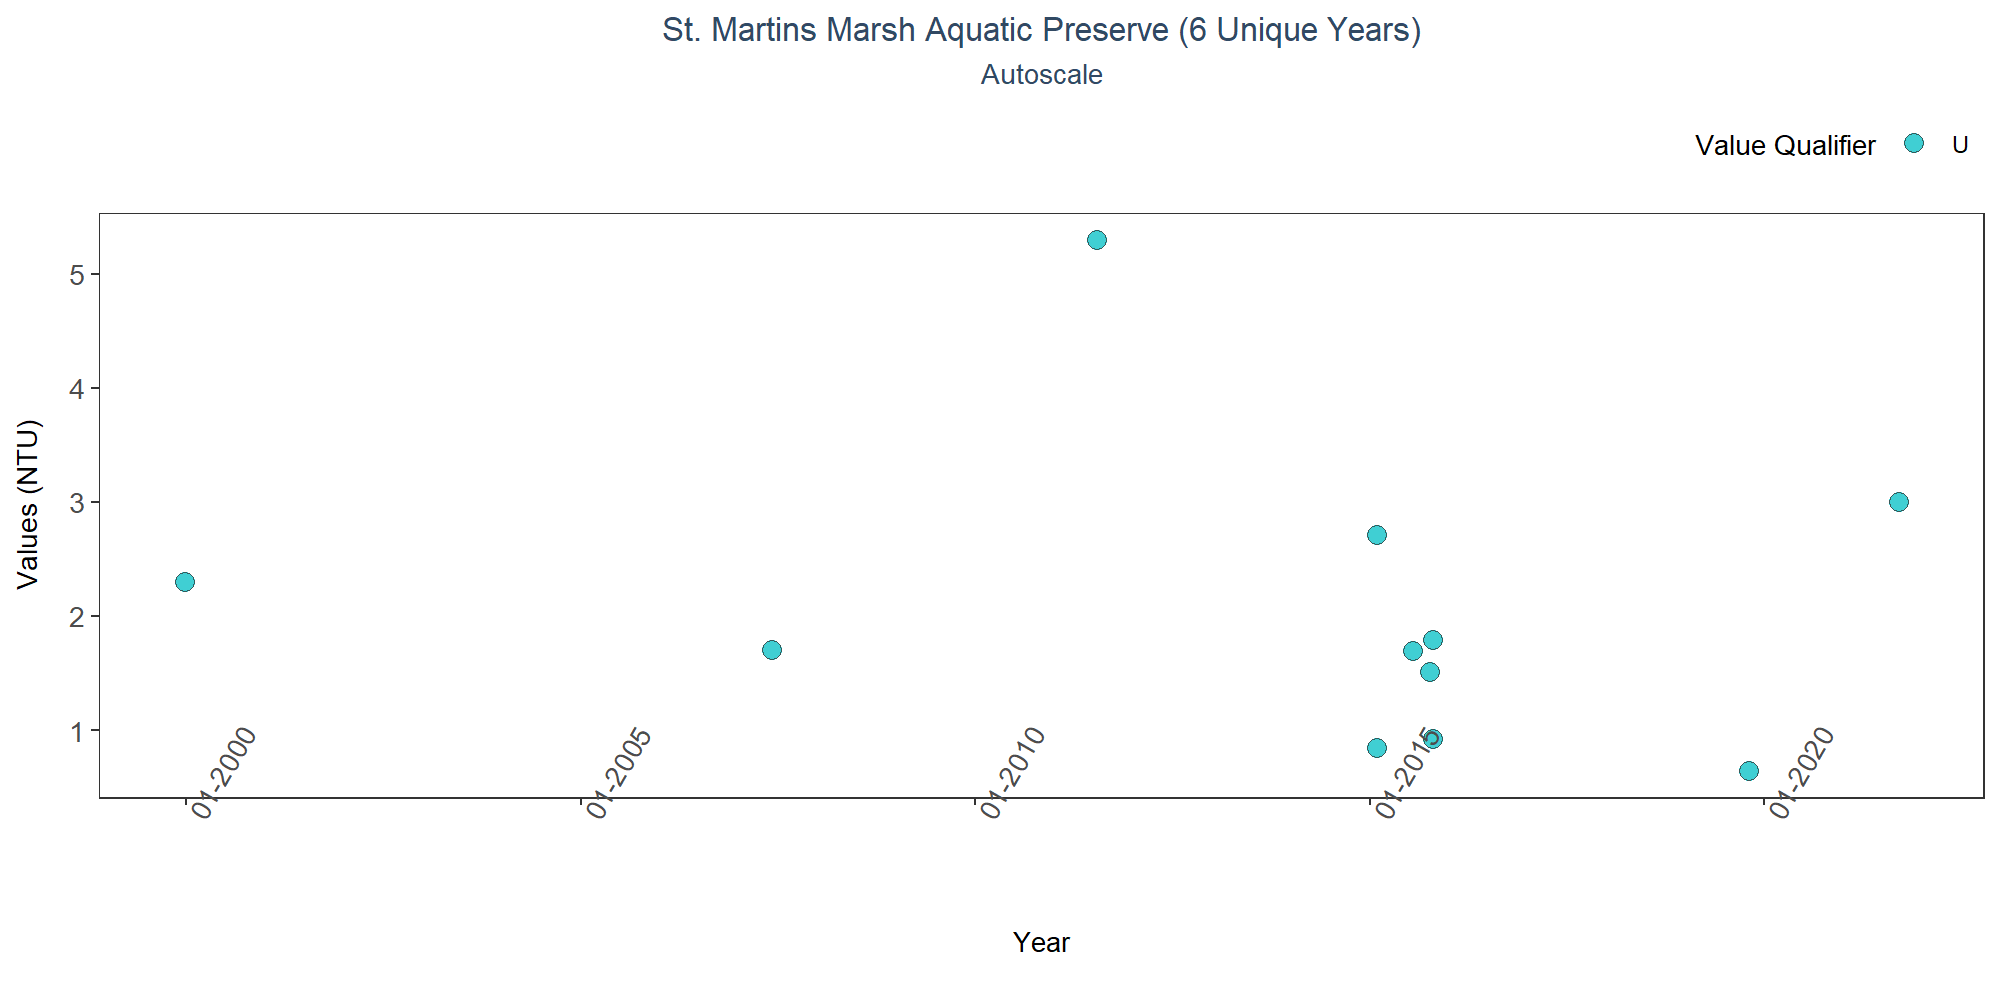 St. Martins Marsh Aquatic Preserve (6 Unique Years)
Autoscale
Value Qualifier U
Values (NTU)
5
4
3
2
1
01-2000
01-2005
01-2010
01-2015
01-2020
Year